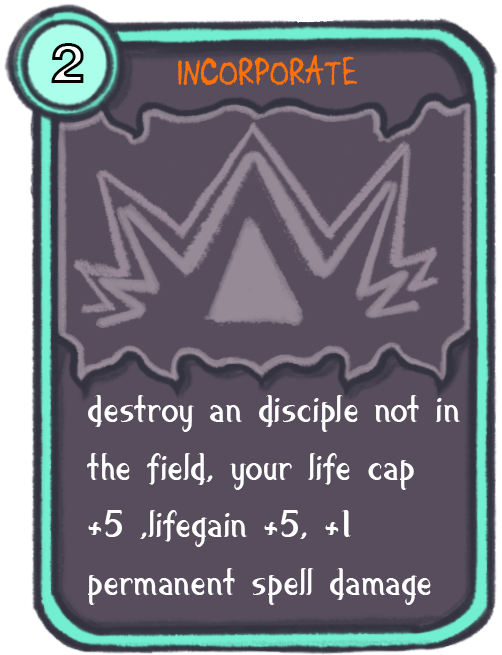 2
INCORPORATE
destroy an disciple not in
the field, your life cap
+5 ,lifegain +5, +1
permanent spell damage